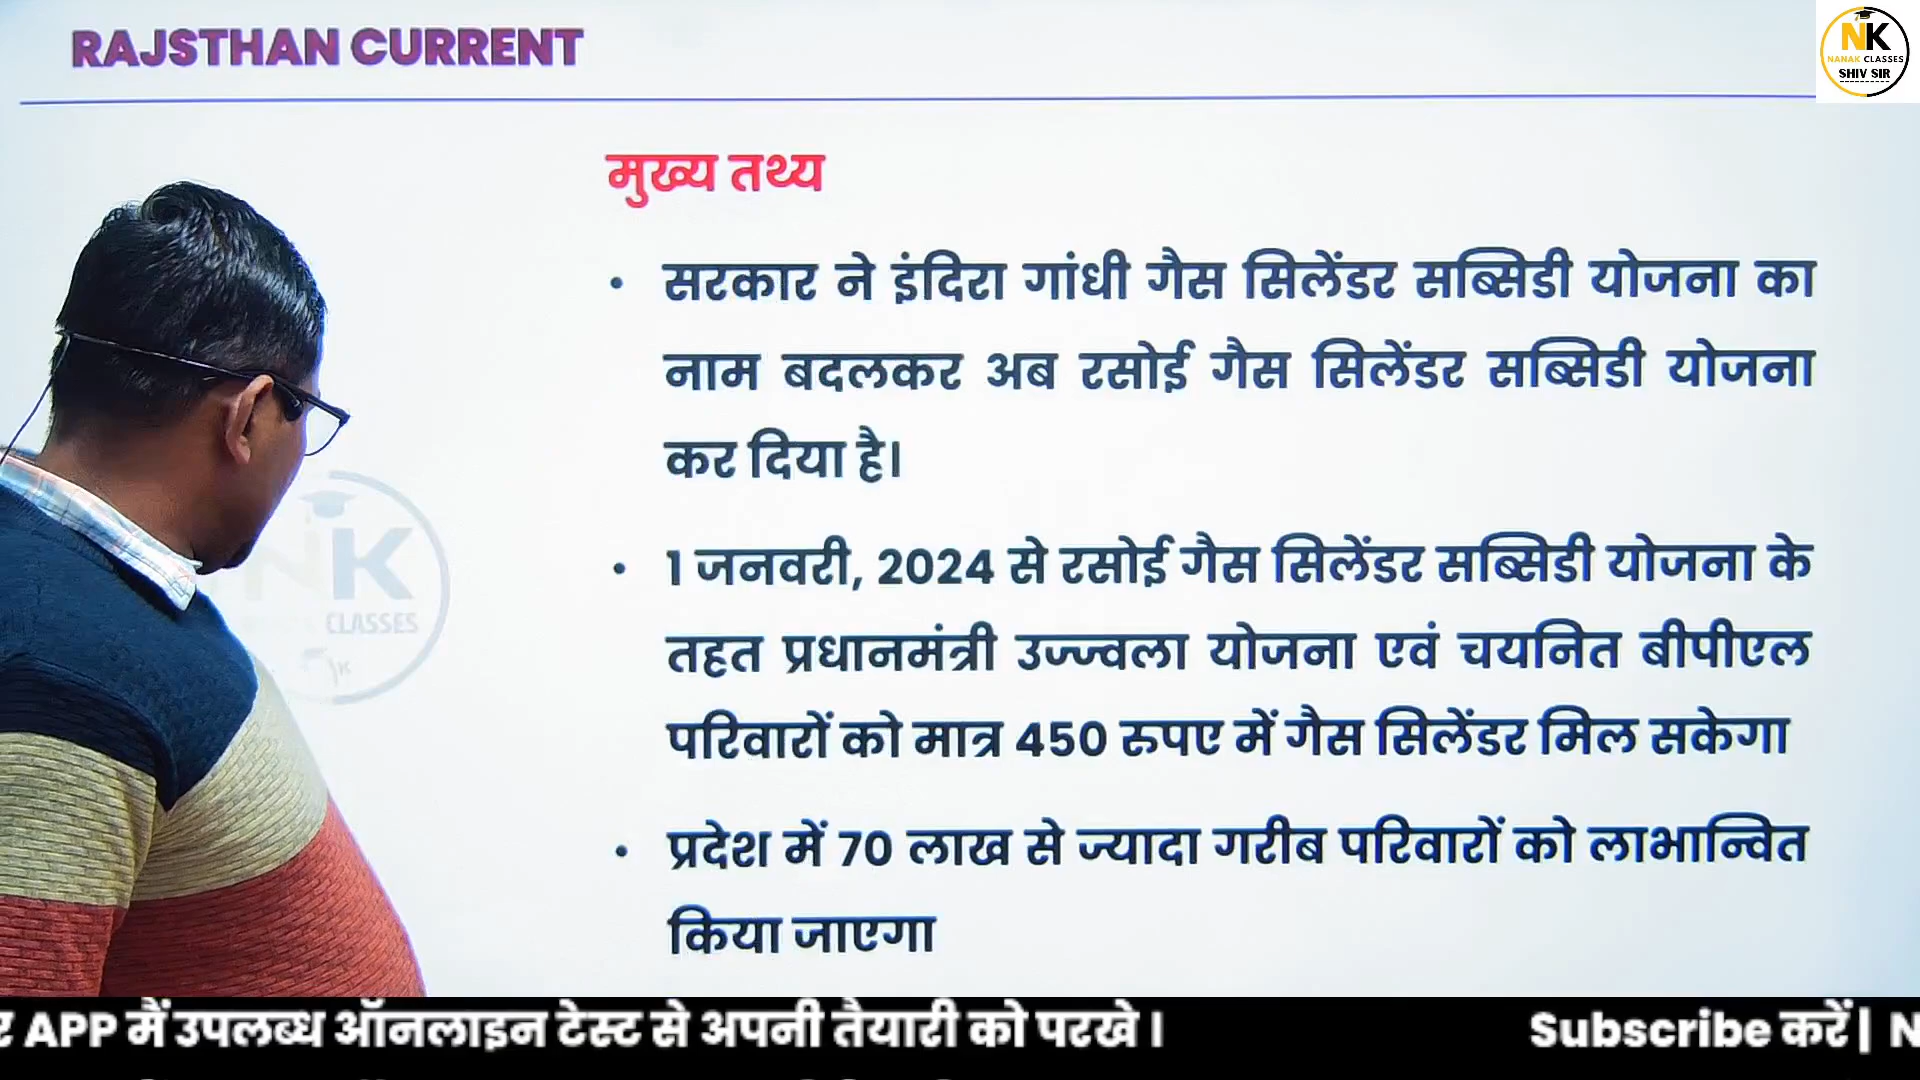 RAJSTHAN CURRENT
NK
NANAK CLASSES
SHIV SIR
मुख्य तथ्य
• सरकार ने इंदिरा गांधी गैस सिलेंडर सब्सिडी योजना का
नाम बदलकर अब रसोई गैस सिलेंडर सब्सिडी योजना
कर दिया है।
• 1 जनवरी, 2024 से रसोई गैस सिलेंडर सब्सिडी योजना के
तहत प्रधानमंत्री उज्ज्वला योजना एवं चयनित बीपीएल
परिवारों को मात्र 450 रुपए में गैस सिलेंडर मिल सकेगा
• प्रदेश में 70 लाख से ज्यादा गरीब परिवारों को लाभान्वित
किया जाएगा
NK
CLASSES
APP मैं उपलब्ध ऑनलाइन टेस्ट से अपनी तैयारी को परखे । Subscribe करें | N